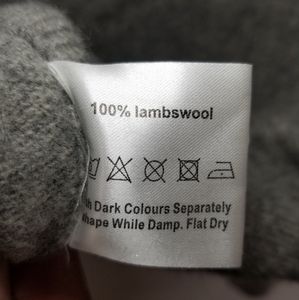 100% lambswool
Dark Colours Separately
While Damp. Flat Dry